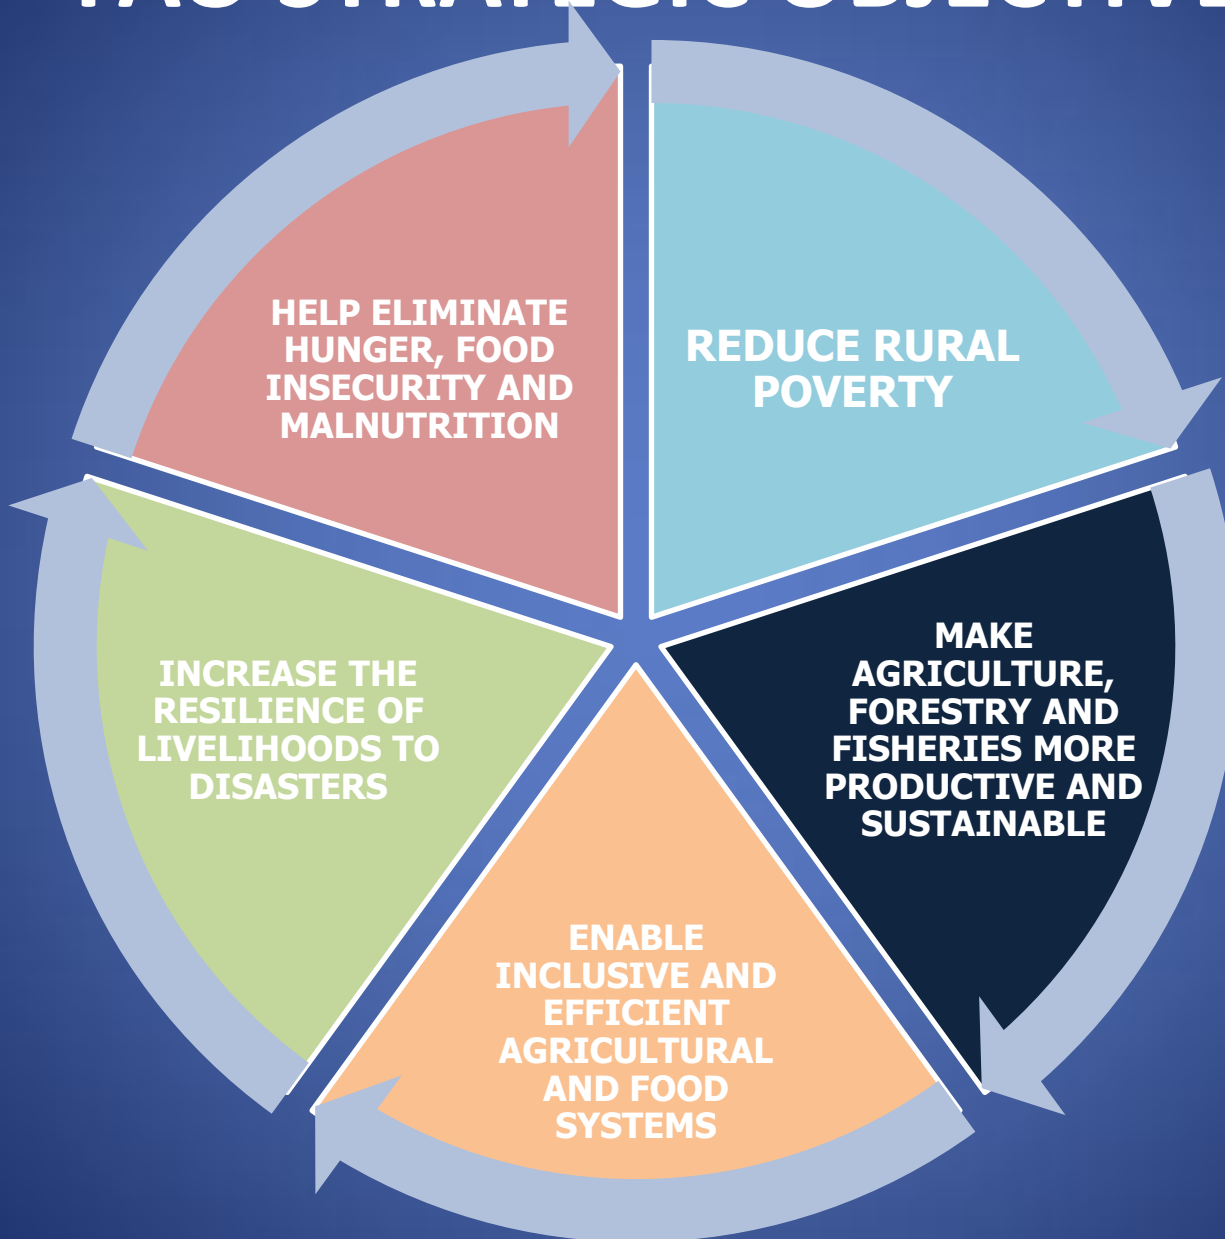 REDUCE RURAL
POVERTY
MAKE
AGRICULTURE,
FORESTRY AND
FISHERIES MORE
PRODUCTIVE AND
SUSTAINABLE
ENABLE
INCLUSIVE AND
EFFICIENT
AGRICULTURAL
AND FOOD
SYSTEMS
INCREASE THE
RESILIENCE OF
LIVELIHOODS TO
DISASTERS
HELP ELIMINATE
HUNGER, FOOD
INSECURITY AND
MALNUTRITION